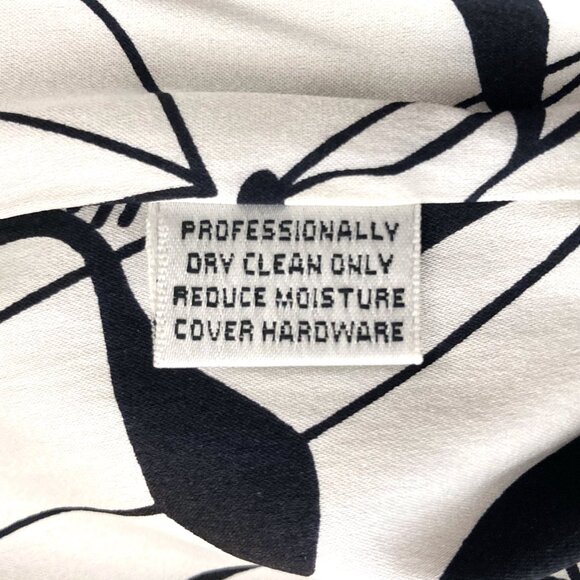 PROFESSIONALLY
DRY CLEAN ONLY
REDUCE MOISTURE
COVER HARDWARE